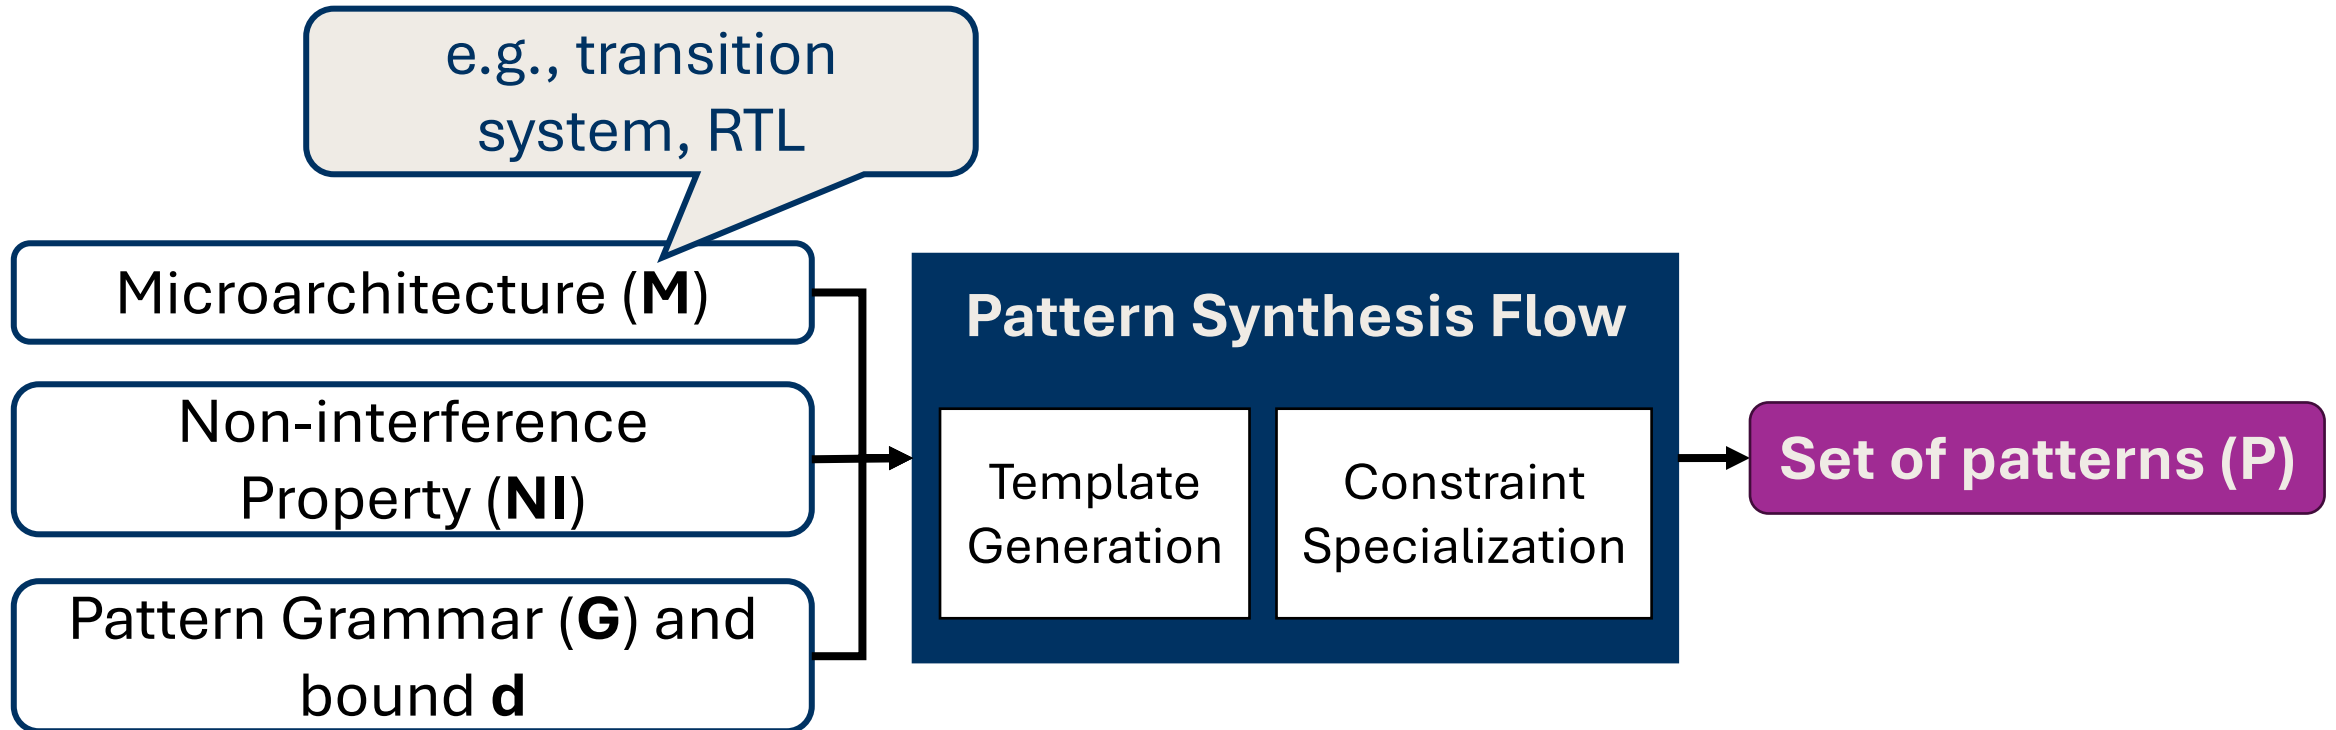 e.g., transition
system, RTL
Microarchitecture (M)
Non-interference
Property (NI)
Pattern Grammar (G) and
bound d
Pattern Synthesis Flow
Template
Generation
Constraint
Specialization
Set of patterns (P)